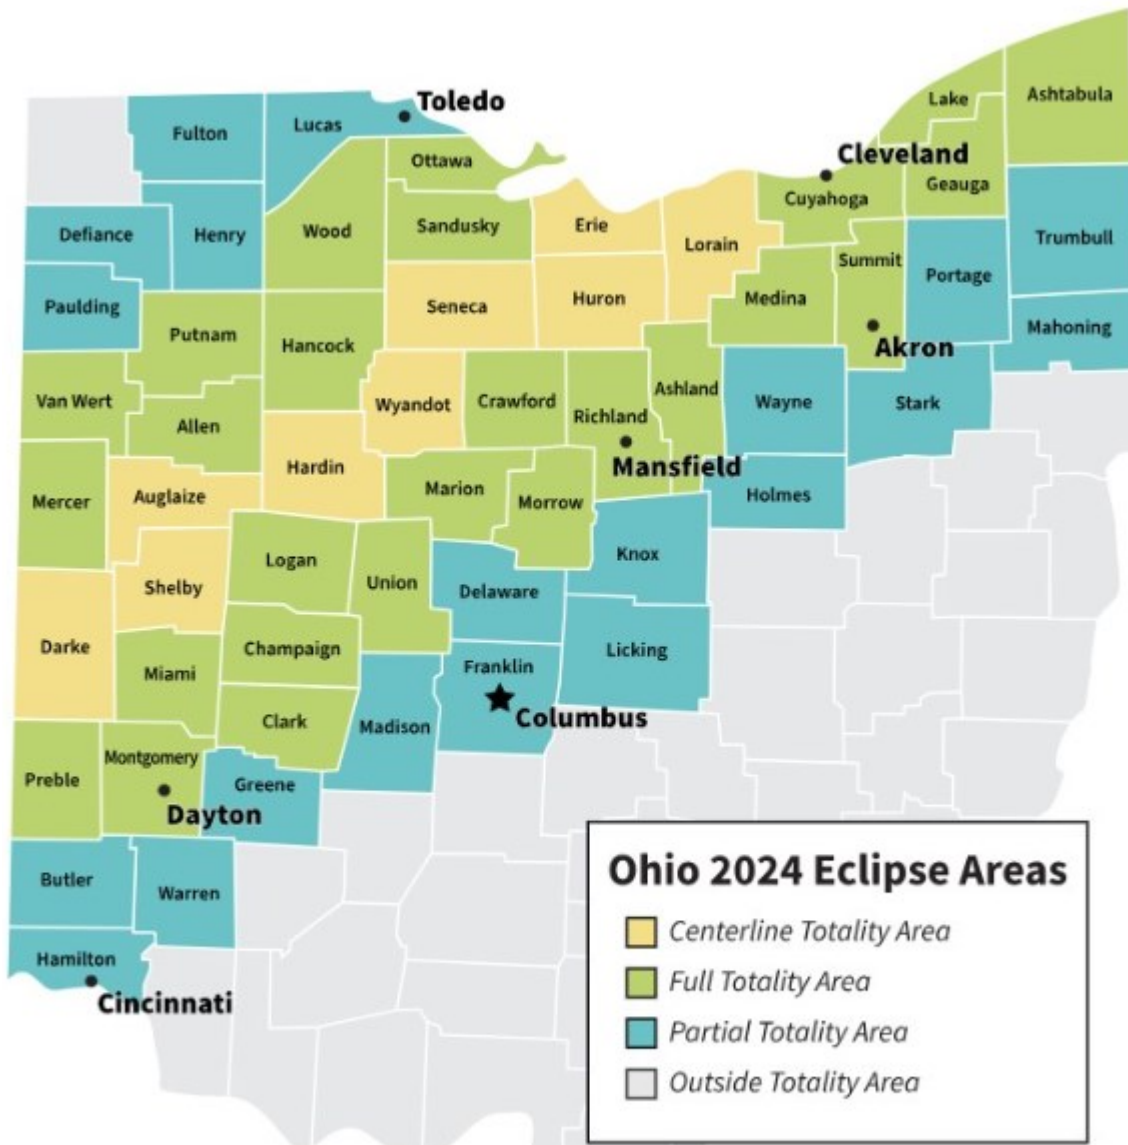 Toledo
Lake
Ashtabula
Fulton
Lucas
Ottawa
Cleveland
Geauga
Cuyahoga
Defiance
Henry
Wood
Sandusky
Erie
Lorain
Summit
Trumbull
Portage
Paulding
Putnam
Seneca
Huron
Medina
Mahoning
Hancock
Akron
Van Wert
Allen
Wyandot
Crawford
Richland
Ashland
Wayne
Stark
Mansfield
Hardin
Mercer
Auglaize
Marion
Morrow
Holmes
Logan
Knox
Shelby
Union
Delaware
Darke
Miami
Champaign
Franklin
Licking
Clark
Madison
Columbus
Preble
Montgomery
Greene
Dayton
Butler
Warren
Hamilton
Cincinnati
Ohio 2024 Eclipse Areas
Centerline Totality Area
Full Totality Area
Partial Totality Area
Outside Totality Area